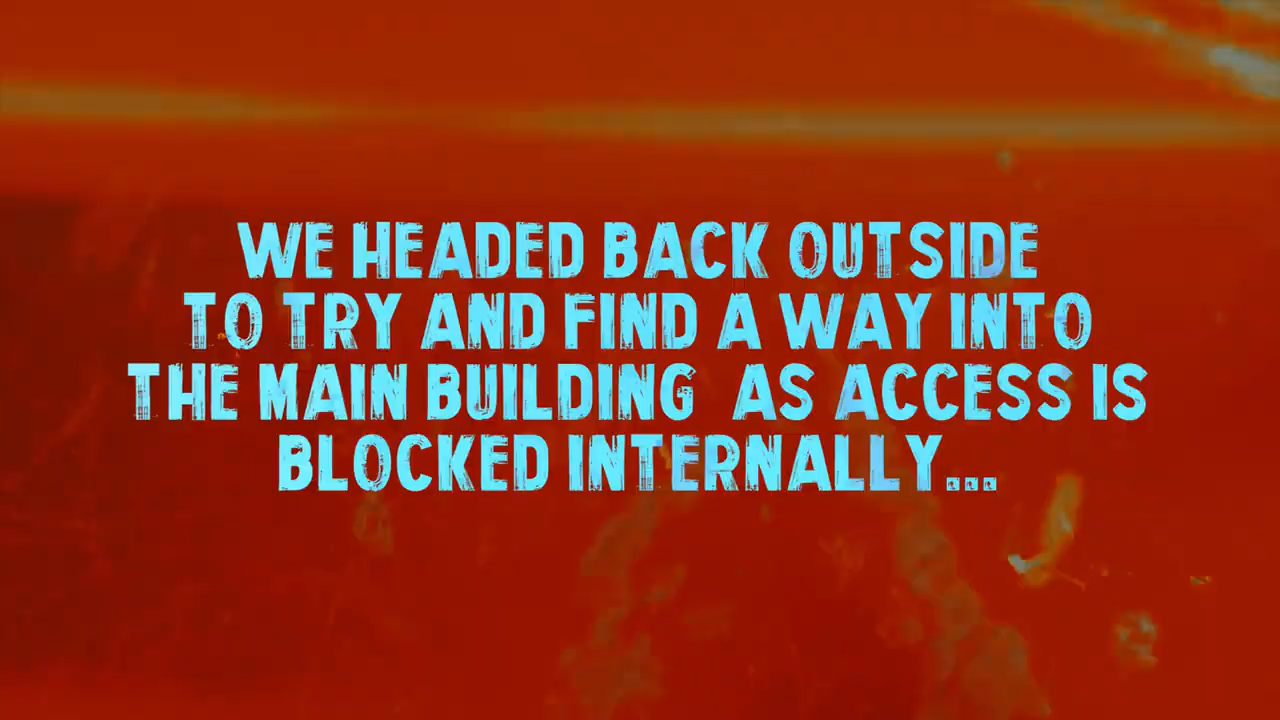 WE HEADED BACK OUTSIDE
TO TRY AND FIND A WAY INTO
THE MAIN BUILDING AS ACCESS IS
BLOCKED INTERNALLY...